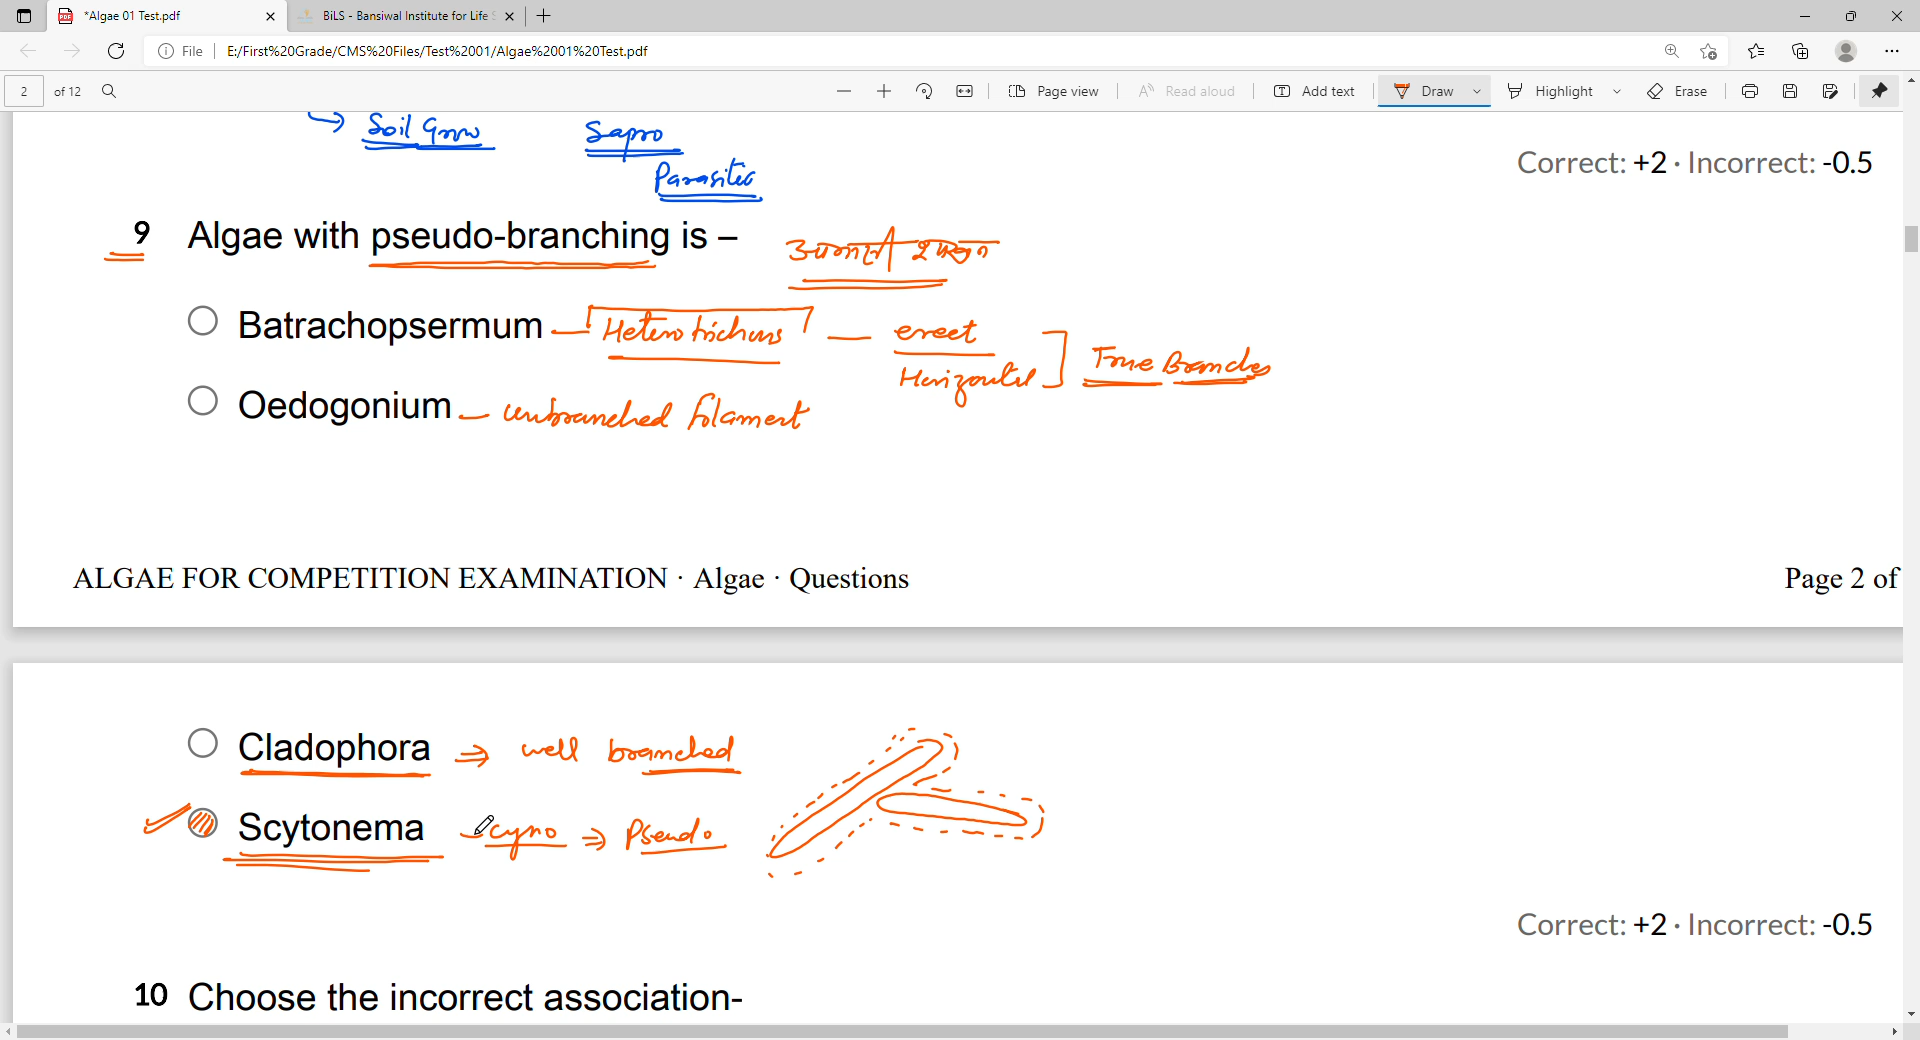 *Algae 01 Test.pdf
BiLS - Bansiwal Institute for Life S
File
E:/First%20Grade/CMS%20Files/Test%2001/Algae%2001%20Test.pdf
2 of 12
Page view
Read aloud
Add text
Draw
Highlight
Erase
Soil Grow
Sapro
Parasitic
Correct: +2 · Incorrect: -0.5
9 Algae with pseudo-branching is –
Batrachopsermum – Heterotrichous – erect
Horizontal
True Branches
Oedogonium – unbranched filament
ALGAE FOR COMPETITION EXAMINATION · Algae · Questions
Page 2 of
Cladophora ⇒ well branched
Scytonema – cyno ⇒ Pseudo
Correct: +2 · Incorrect: -0.5
10 Choose the incorrect association-